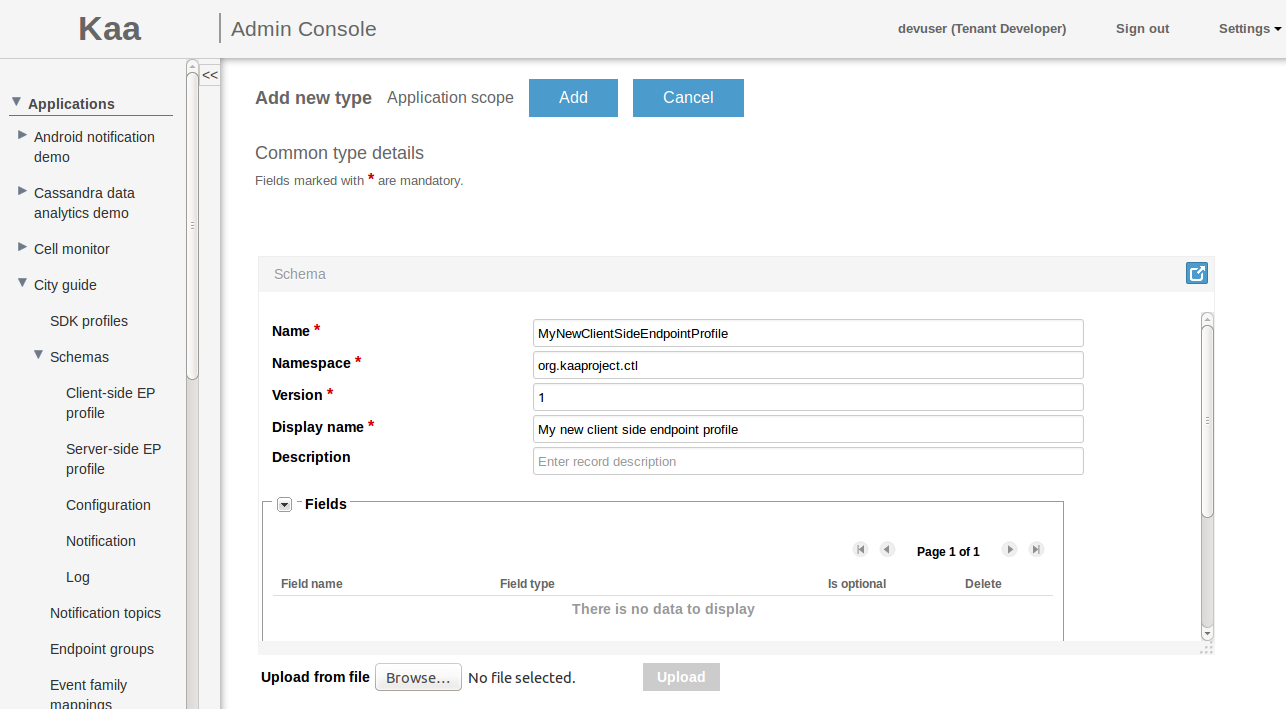 Kaa
Admin Console
devuser (Tenant Developer)
Sign out
Settings
<<
Applications
Android notification
demo
Cassandra data
analytics demo
Cell monitor
City guide
SDK profiles
Schemas
Client-side EP
profile
Server-side EP
profile
Configuration
Notification
Log
Notification topics
Endpoint groups
Event family
mappings
Add new type
Application scope
Add
Cancel
Common type details
Fields marked with * are mandatory.
Schema
Name *
MyNewClientSideEndpointProfile
Namespace *
org.kaaproject.ctl
Version *
1
Display name *
My new client side endpoint profile
Description
Enter record description
Fields
Page 1 of 1
Field name
Field type
Is optional
Delete
There is no data to display
Upload from file
Browse...
No file selected.
Upload